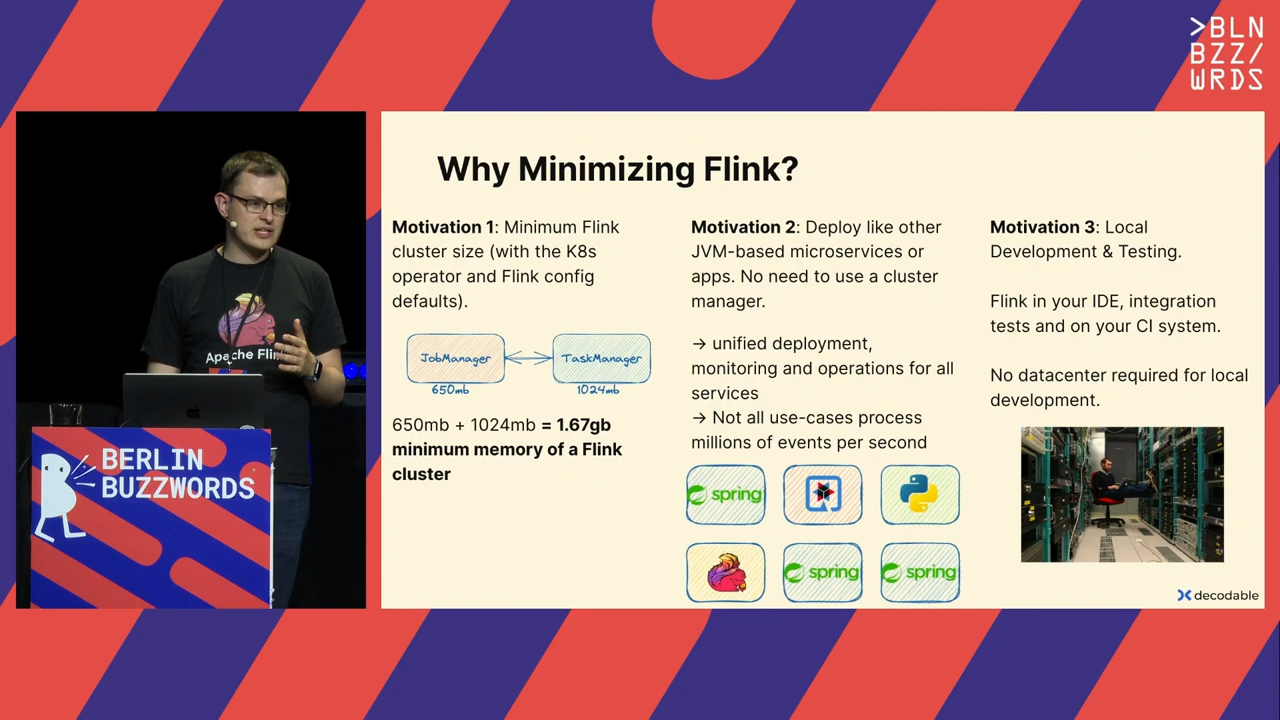 >BLN
BZZ/
WRDS
Why Minimizing Flink?
Motivation 1: Minimum Flink
cluster size (with the K8s
operator and Flink config
defaults).
JobManager
TaskManager
650mb
1024mb
650mb + 1024mb = 1.67gb
minimum memory of a Flink
cluster
Motivation 2: Deploy like other
JVM-based microservices or
apps. No need to use a cluster
manager.
→ unified deployment,
monitoring and operations for all
services
→ Not all use-cases process
millions of events per second
spring
spring
spring
Motivation 3: Local
Development & Testing.
Flink in your IDE, integration
tests and on your CI system.
No datacenter required for local
development.
decodable
Apache Flink
BERLIN
BUZZWORDS